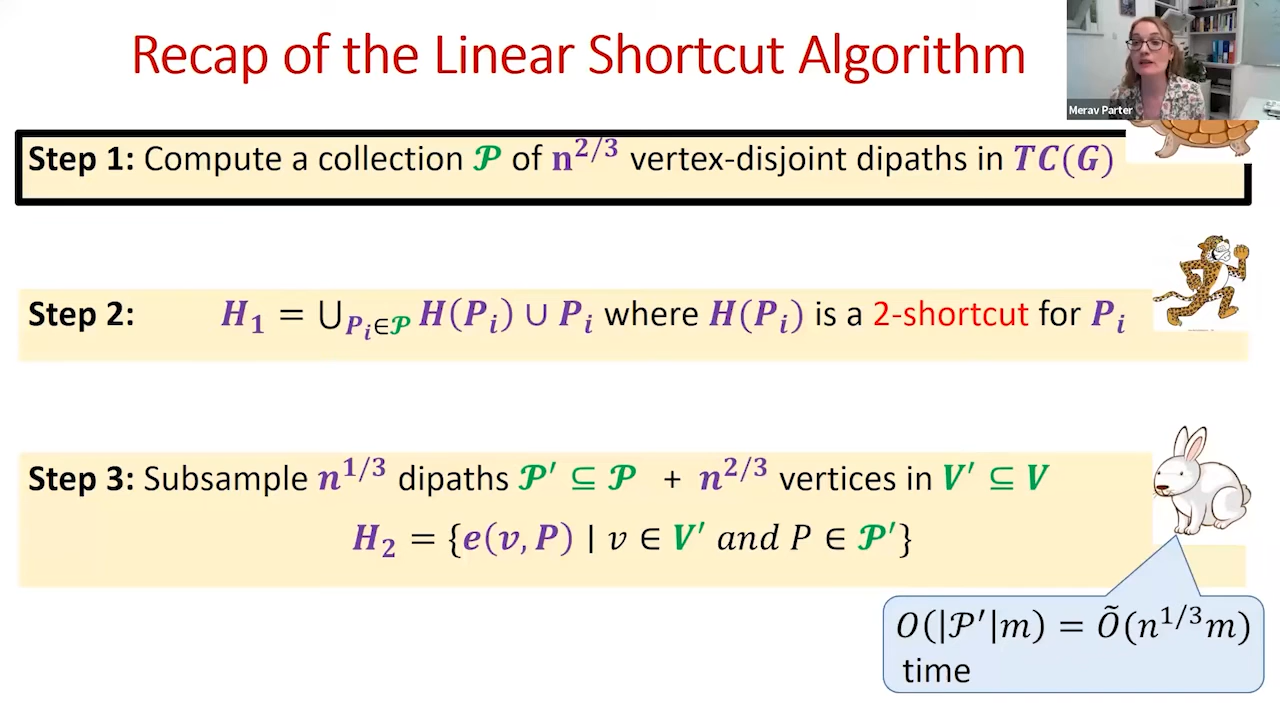 Recap of the Linear Shortcut Algorithm
Merav Parter
Step 1: Compute a collection 𝓟 of n^{2/3} vertex-disjoint dipaths in TC(G)
Step 2: H_1 = ⋃_{P_i∈𝓟} H(P_i) ∪ P_i where H(P_i) is a 2-shortcut for P_i
Step 3: Subsample n^{1/3} dipaths 𝓟′ ⊆ 𝓟 + n^{2/3} vertices in V′ ⊆ V
H_2 = {e(v, P) | v ∈ V′ and P ∈ 𝓟′}
O(|𝓟′|m) = Õ(n^{1/3}m)
time